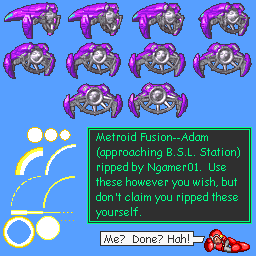 Metroid Fusion--Adam
(approaching B.S.L. Station)
ripped by Ngamer01.  Use
these however you wish, but
don't claim you ripped these
yourself.
Me?  Done? Hah!